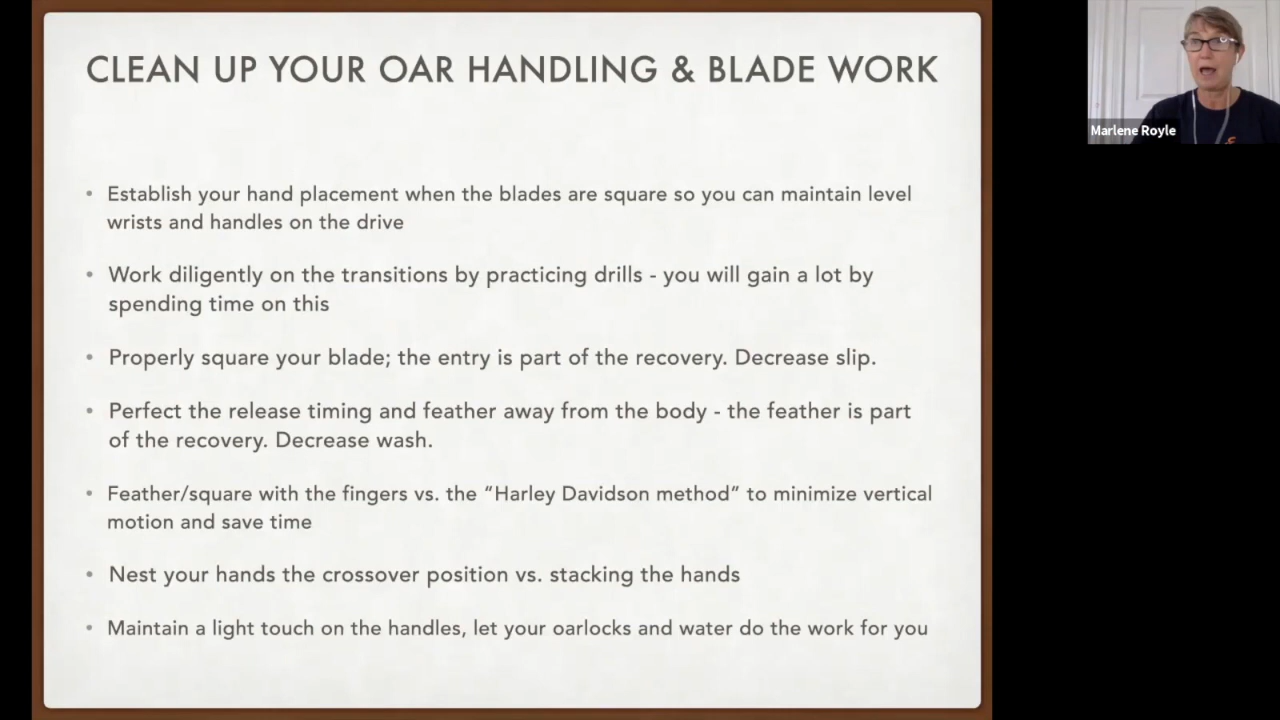 CLEAN UP YOUR OAR HANDLING & BLADE WORK
Marlene Royle
• Establish your hand placement when the blades are square so you can maintain level
wrists and handles on the drive
• Work diligently on the transitions by practicing drills - you will gain a lot by
spending time on this
• Properly square your blade; the entry is part of the recovery. Decrease slip.
• Perfect the release timing and feather away from the body - the feather is part
of the recovery. Decrease wash.
• Feather/square with the fingers vs. the “Harley Davidson method” to minimize vertical
motion and save time
• Nest your hands the crossover position vs. stacking the hands
• Maintain a light touch on the handles, let your oarlocks and water do the work for you